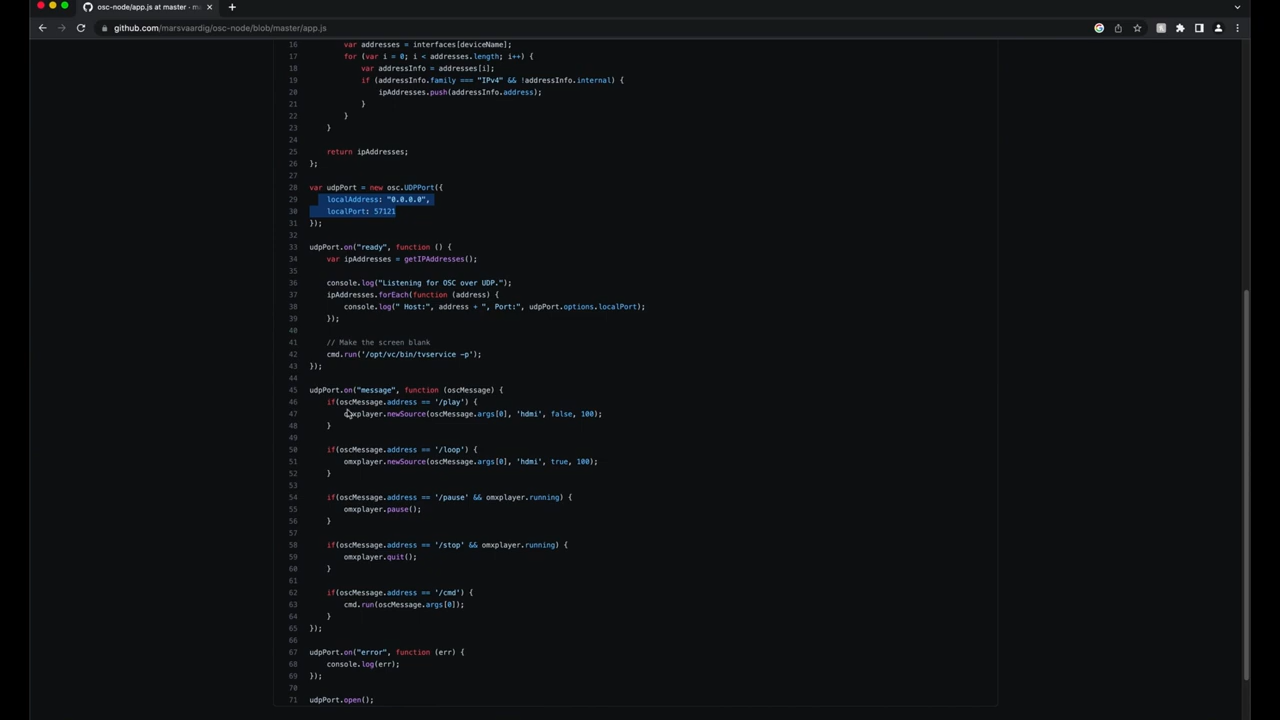 osc-node/app.js at master · m
github.com/marsvaardig/osc-node/blob/master/app.js
16 var addresses = interfaces[deviceName];
17 for (var i = 0; i < addresses.length; i++) {
18 var addressInfo = addresses[i];
19 if (addressInfo.family === "IPv4" && !addressInfo.internal) {
20 ipAddresses.push(addressInfo.address);
21 }
22 }
23 }
24
25 return ipAddresses;
26 };
27
28 var udpPort = new osc.UDPPort({
29 localAddress: "0.0.0.0",
30 localPort: 57121
31 });
32
33 udpPort.on("ready", function () {
34 var ipAddresses = getIPAddresses();
35
36 console.log("Listening for OSC over UDP.");
37 ipAddresses.forEach(function (address) {
38 console.log(" Host:", address + ", Port:", udpPort.options.localPort);
39 });
40
41 // Make the screen blank
42 cmd.run('/opt/vc/bin/tvservice -p');
43 });
44
45 udpPort.on("message", function (oscMessage) {
46 if(oscMessage.address == '/play') {
47 omxplayer.newSource(oscMessage.args[0], 'hdmi', false, 100);
48 }
49
50 if(oscMessage.address == '/loop') {
51 omxplayer.newSource(oscMessage.args[0], 'hdmi', true, 100);
52 }
53
54 if(oscMessage.address == '/pause' && omxplayer.running) {
55 omxplayer.pause();
56 }
57
58 if(oscMessage.address == '/stop' && omxplayer.running) {
59 omxplayer.quit();
60 }
61
62 if(oscMessage.address == '/cmd') {
63 cmd.run(oscMessage.args[0]);
64 }
65 });
66
67 udpPort.on("error", function (err) {
68 console.log(err);
69 });
70
71 udpPort.open();